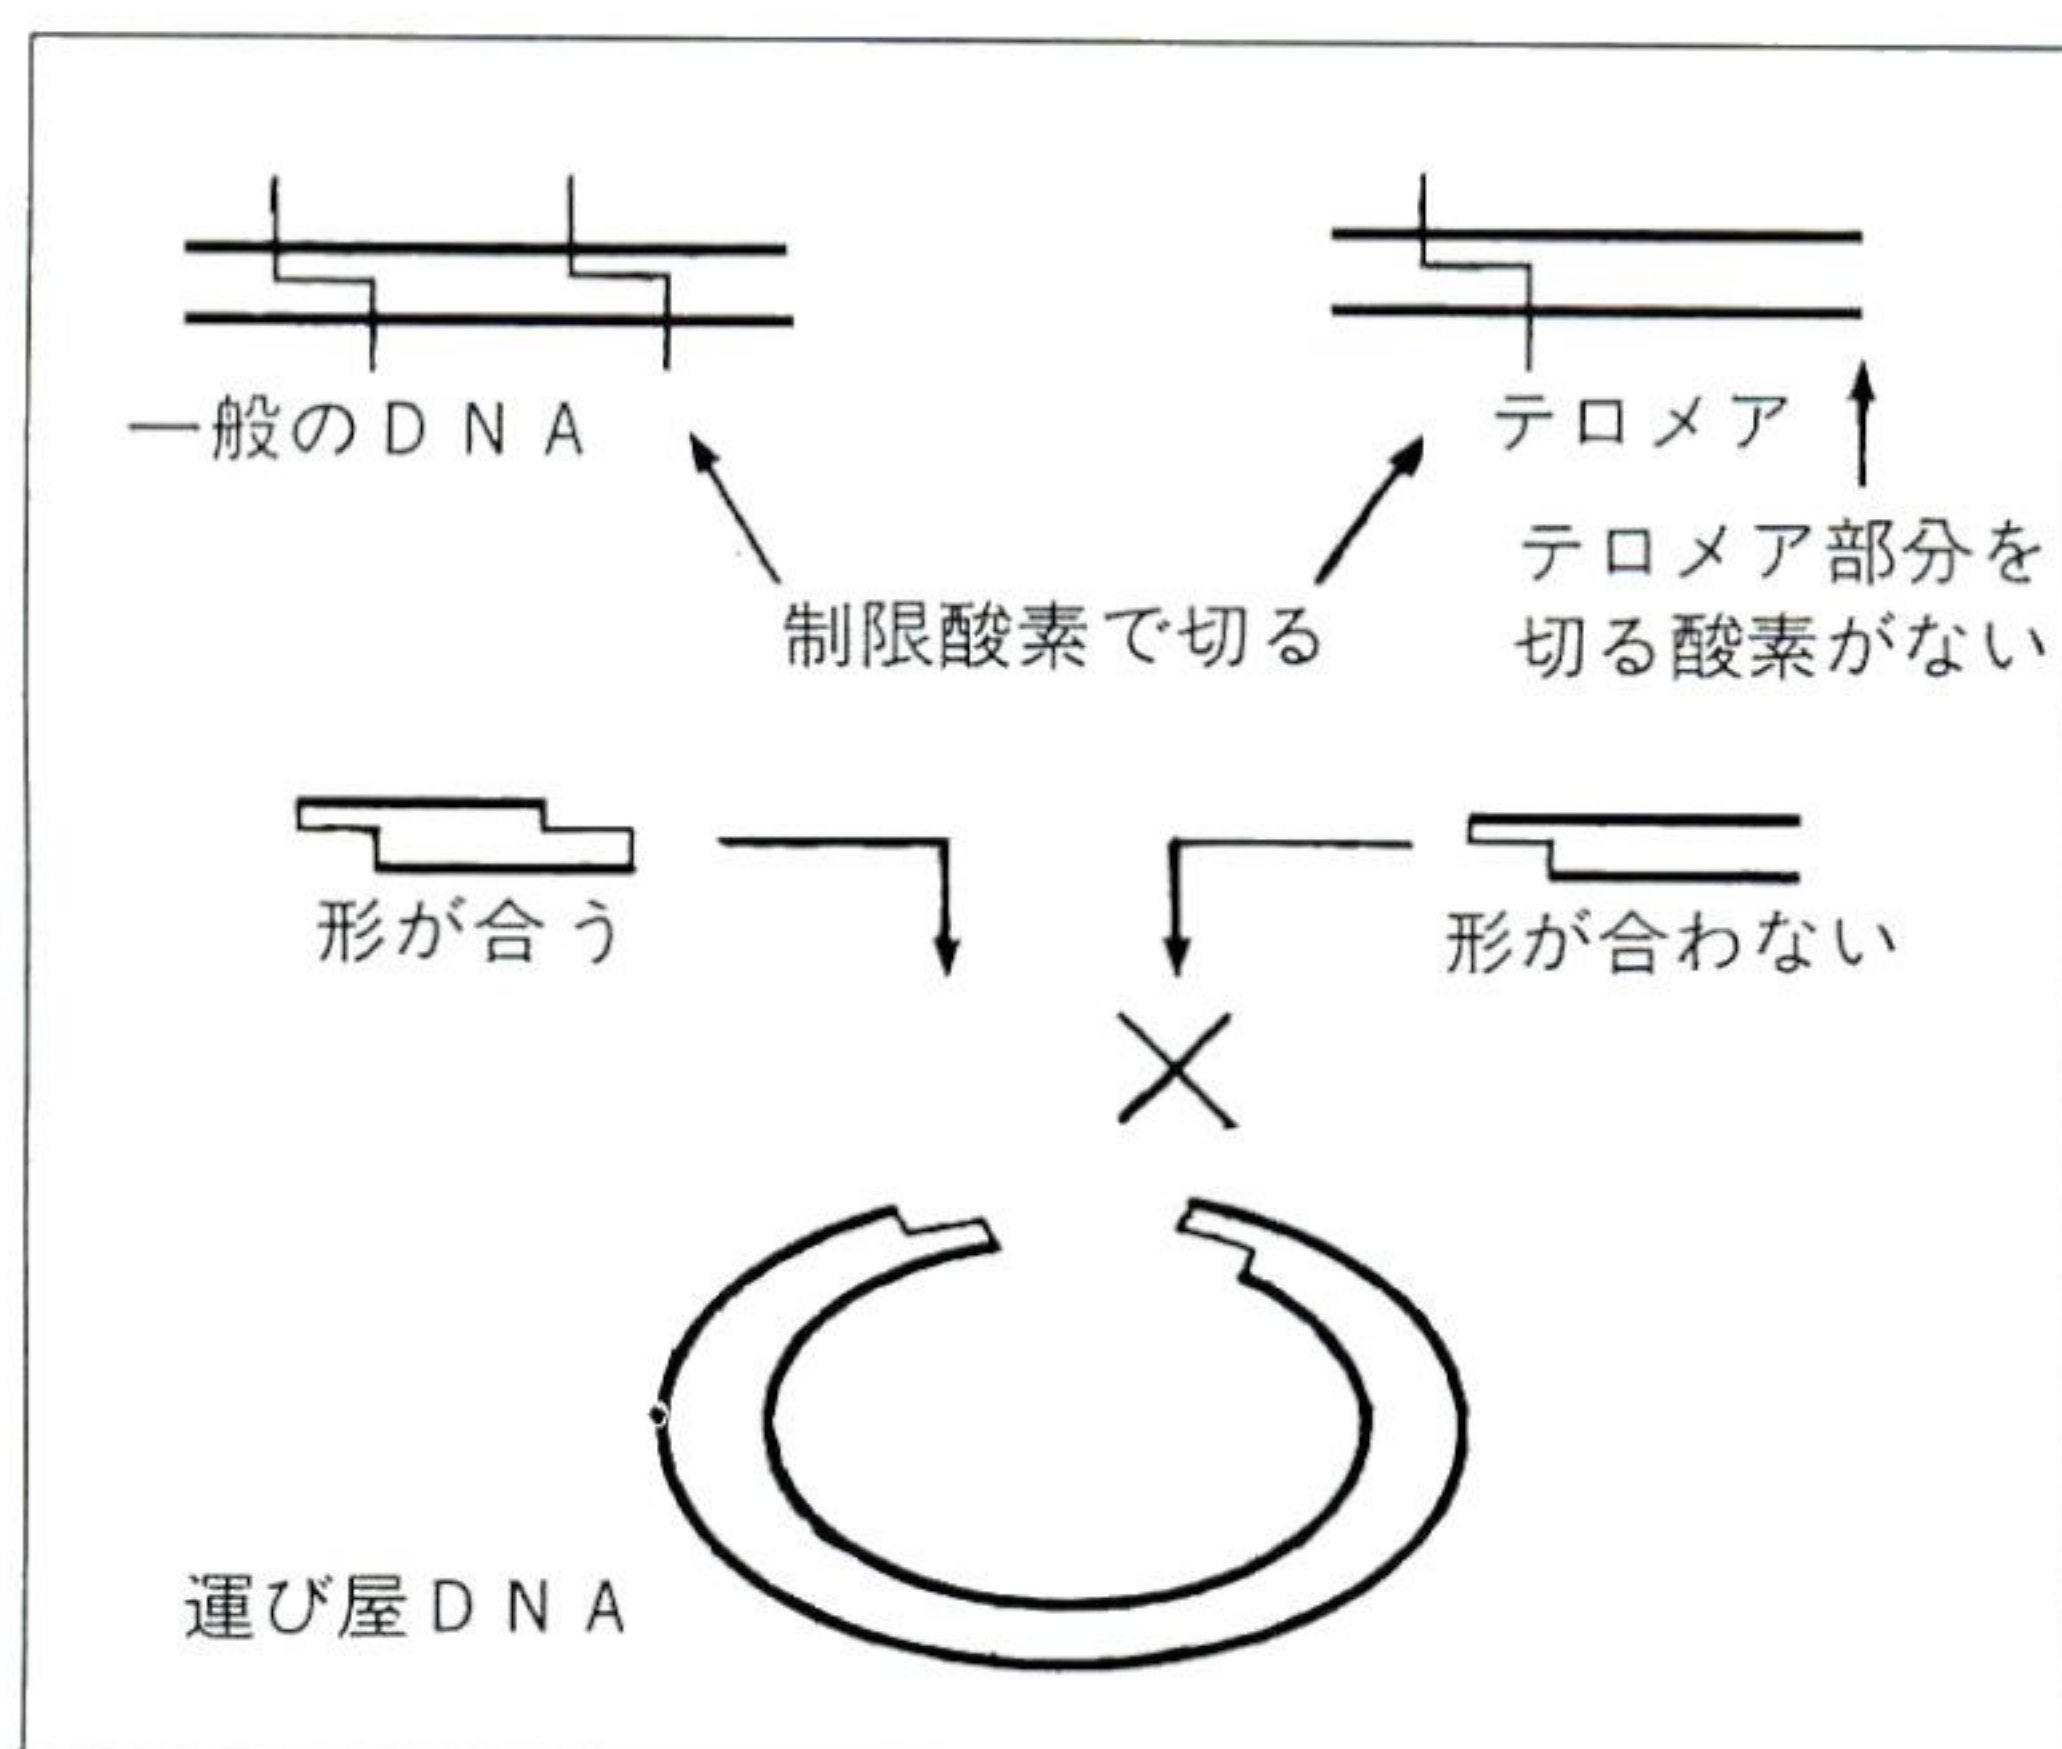 一般のＤＮＡ
テロメア
制限酸素で切る
テロメア部分を
切る酸素がない
形が合う
形が合わない
運び屋ＤＮＡ